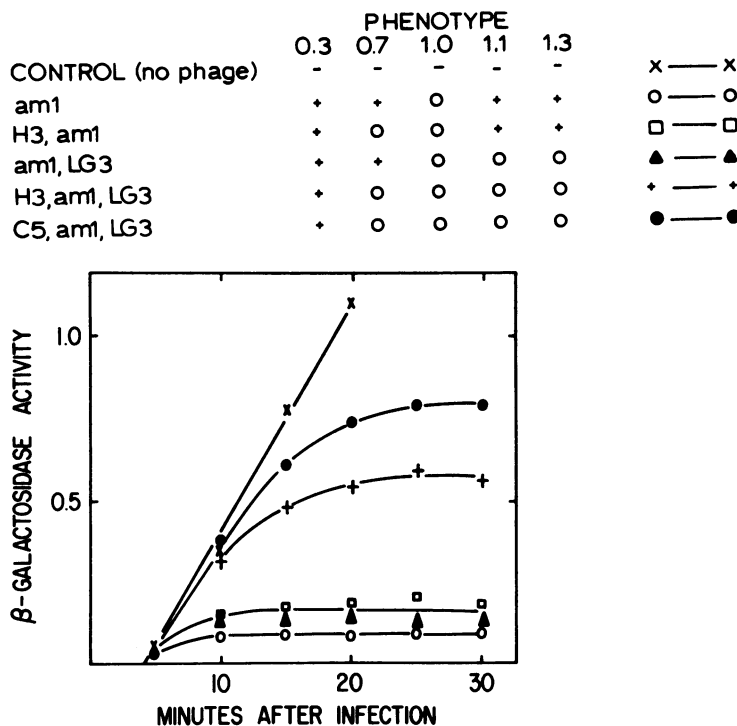 PHENOTYPE
0.3 0.7 1.0 1.1 1.3
CONTROL (no phage) - - - - - x — x
am1 + + O + + o — o
H3, am1 + O O + + □ — □
am1, LG3 + + O O O ▲ — ▲
H3, am1, LG3 + O O O O + — +
C5, am1, LG3 + O O O O ● — ●
β-GALACTOSIDASE ACTIVITY
1.0
0.5
10 20 30
MINUTES AFTER INFECTION